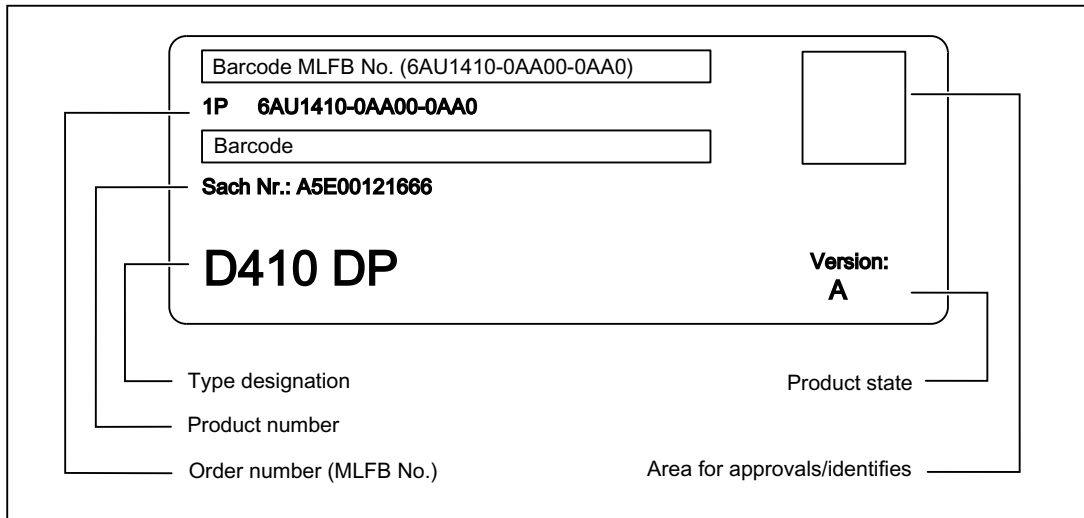 Barcode MLFB No. (6AU1410-0AA00-0AA0)
1P 6AU1410-0AA00-0AA0
Barcode
Sach Nr.: A5E00121666
D410 DP
Version:
A
Type designation
Product state
Product number
Order number (MLFB No.)
Area for approvals/identifies